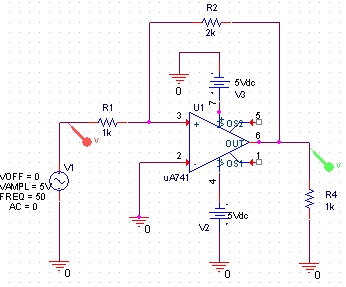 R2
2k
0
5Vdc
V3
R1
1k
U1
7
3
+
OS2
5
OUT
6
2
-
OS1
1
uA741
4
V
V
V1
VOFF = 0
VAMPL = 5V
FREQ = 50
AC = 0
R4
1k
5Vdc
V2
0
0
0
0